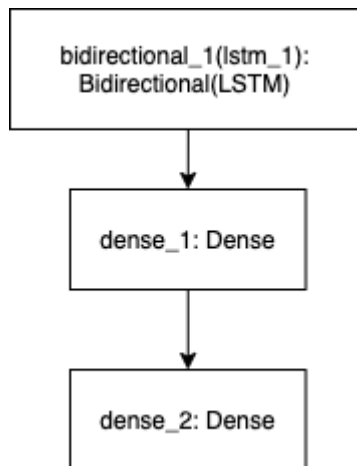 bidirectional_1(lstm_1):
Bidirectional(LSTM)
dense_1: Dense
dense_2: Dense